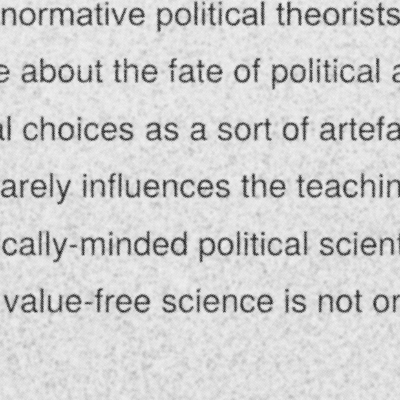 normative political theorists
e about the fate of political a
al choices as a sort of artefa
arely influences the teachin
cally-minded political scient
value-free science is not or